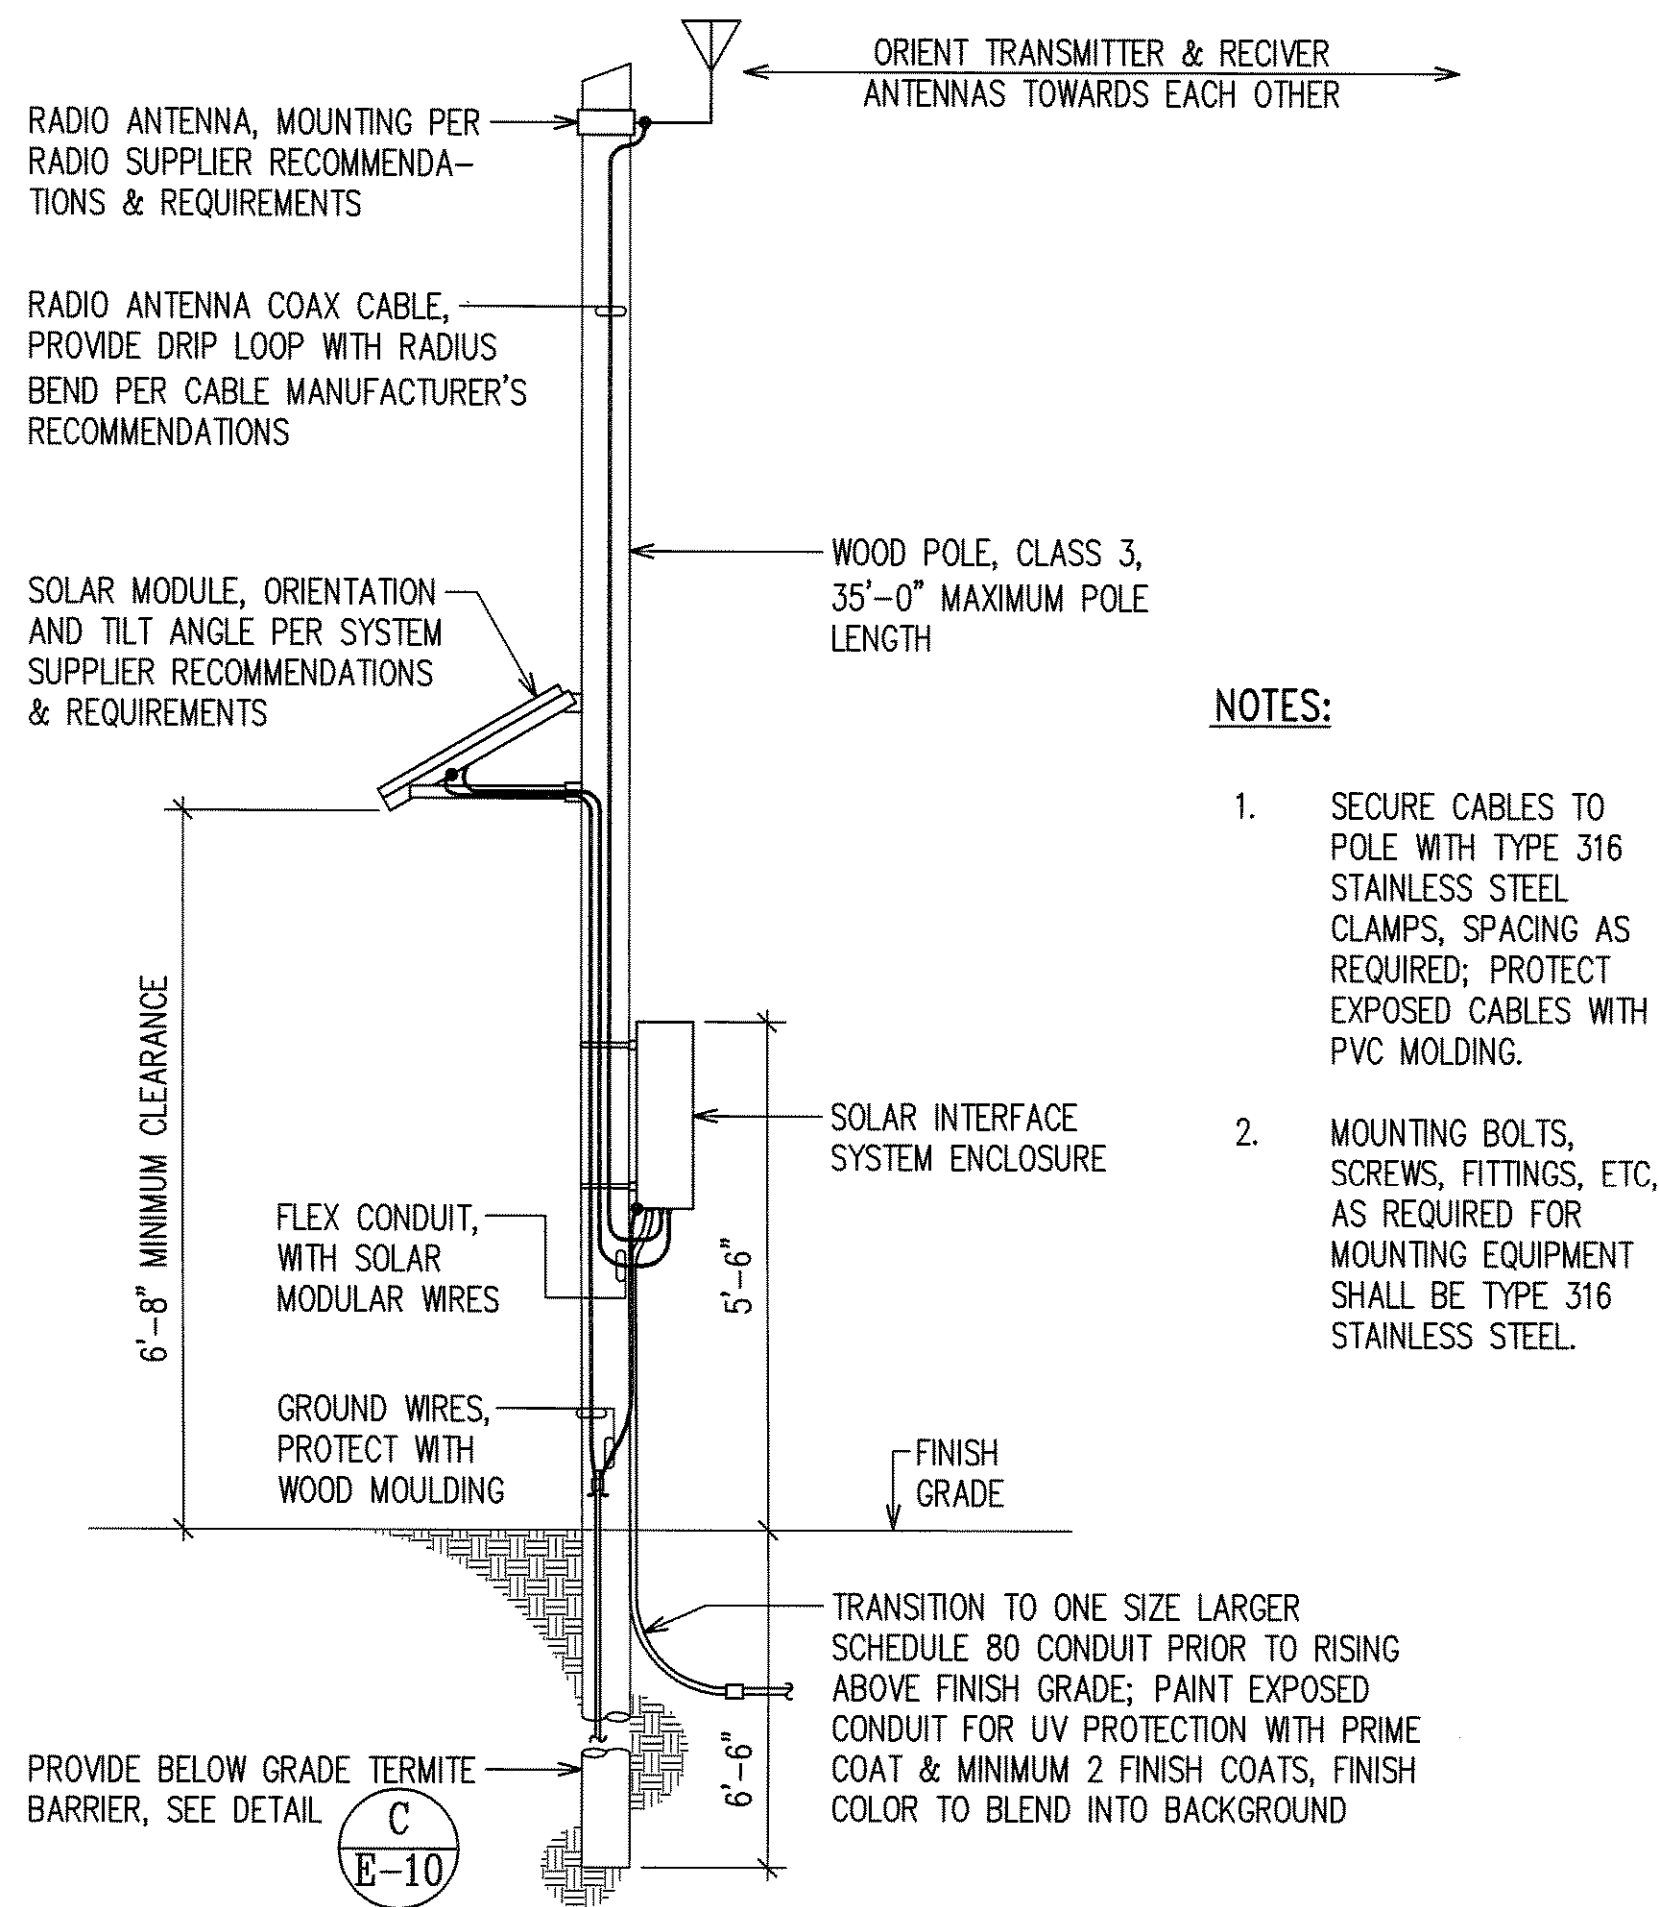 ORIENT TRANSMITTER & RECIVER
ANTENNAS TOWARDS EACH OTHER
RADIO ANTENNA, MOUNTING PER
RADIO SUPPLIER RECOMMENDA-
TIONS & REQUIREMENTS
RADIO ANTENNA COAX CABLE,
PROVIDE DRIP LOOP WITH RADIUS
BEND PER CABLE MANUFACTURER'S
RECOMMENDATIONS
WOOD POLE, CLASS 3,
35'-0" MAXIMUM POLE
LENGTH
SOLAR MODULE, ORIENTATION
AND TILT ANGLE PER SYSTEM
SUPPLIER RECOMMENDATIONS
& REQUIREMENTS
NOTES:
1. SECURE CABLES TO
POLE WITH TYPE 316
STAINLESS STEEL
CLAMPS, SPACING AS
REQUIRED; PROTECT
EXPOSED CABLES WITH
PVC MOLDING.
2. MOUNTING BOLTS,
SCREWS, FITTINGS, ETC,
AS REQUIRED FOR
MOUNTING EQUIPMENT
SHALL BE TYPE 316
STAINLESS STEEL.
6'-8" MINIMUM CLEARANCE
SOLAR INTERFACE
SYSTEM ENCLOSURE
FLEX CONDUIT,
WITH SOLAR
MODULAR WIRES
5'-6"
GROUND WIRES,
PROTECT WITH
WOOD MOULDING
FINISH
GRADE
TRANSITION TO ONE SIZE LARGER
SCHEDULE 80 CONDUIT PRIOR TO RISING
ABOVE FINISH GRADE; PAINT EXPOSED
CONDUIT FOR UV PROTECTION WITH PRIME
COAT & MINIMUM 2 FINISH COATS, FINISH
COLOR TO BLEND INTO BACKGROUND
6'-6"
PROVIDE BELOW GRADE TERMITE
BARRIER, SEE DETAIL
C
E-10